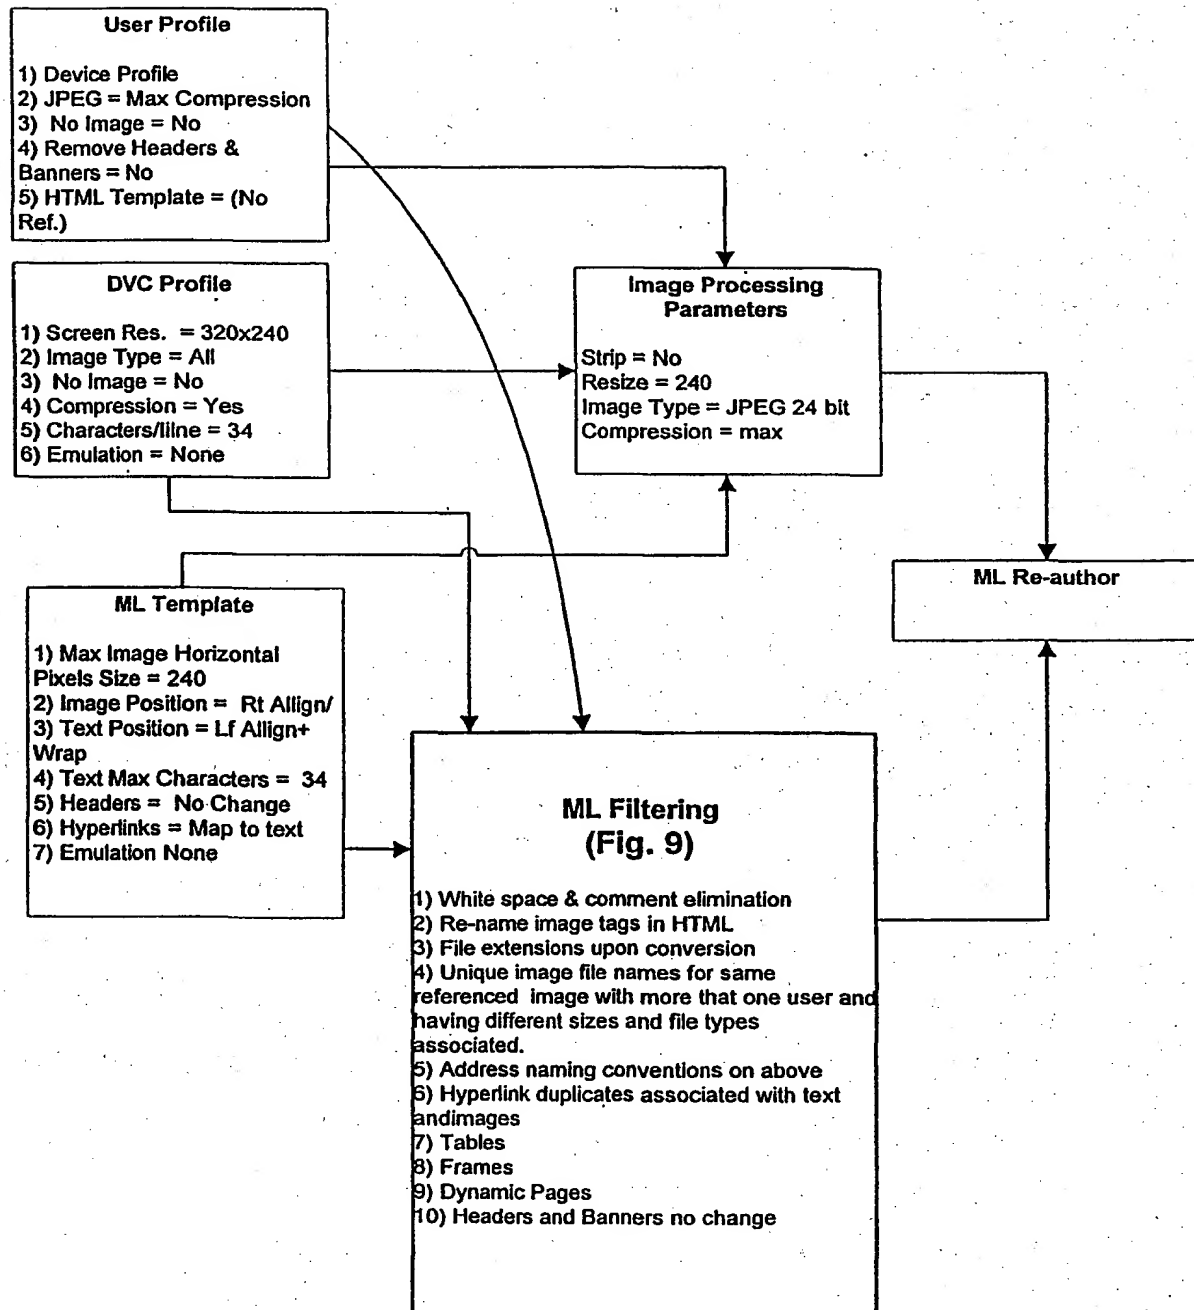 User Profile
1) Device Profile
2) JPEG = Max Compression
3) No Image = No
4) Remove Headers &
Banners = No
5) HTML Template = (No
Ref.)
DVC Profile
1) Screen Res. = 320x240
2) Image Type = All
3) No Image = No
4) Compression = Yes
5) Characters/liine = 34
6) Emulation = None
Image Processing
Parameters
Strip = No
Resize = 240
Image Type = JPEG 24 bit
Compression = max
ML Re-author
ML Template
1) Max Image Horizontal
Pixels Size = 240
2) Image Position = Rt Allign/
3) Text Position = Lf Allign+
Wrap
4) Text Max Characters = 34
5) Headers = No Change
6) Hyperlinks = Map to text
7) Emulation None
ML Filtering
(Fig. 9)
1) White space & comment elimination
2) Re-name image tags in HTML
3) File extensions upon conversion
4) Unique image file names for same
referenced image with more that one user and
having different sizes and file types
associated.
5) Address naming conventions on above
6) Hyperlink duplicates associated with text
andimages
7) Tables
8) Frames
9) Dynamic Pages
10) Headers and Banners no change